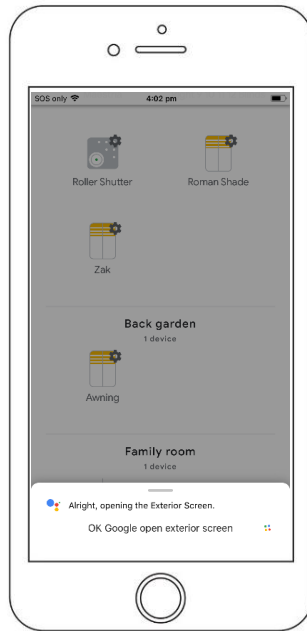 SOS only 4:02 pm
Roller Shutter Roman Shade
Zak
Back garden
1 device
Awning
Family room
1 device
Alright, opening the Exterior Screen.
OK Google open exterior screen